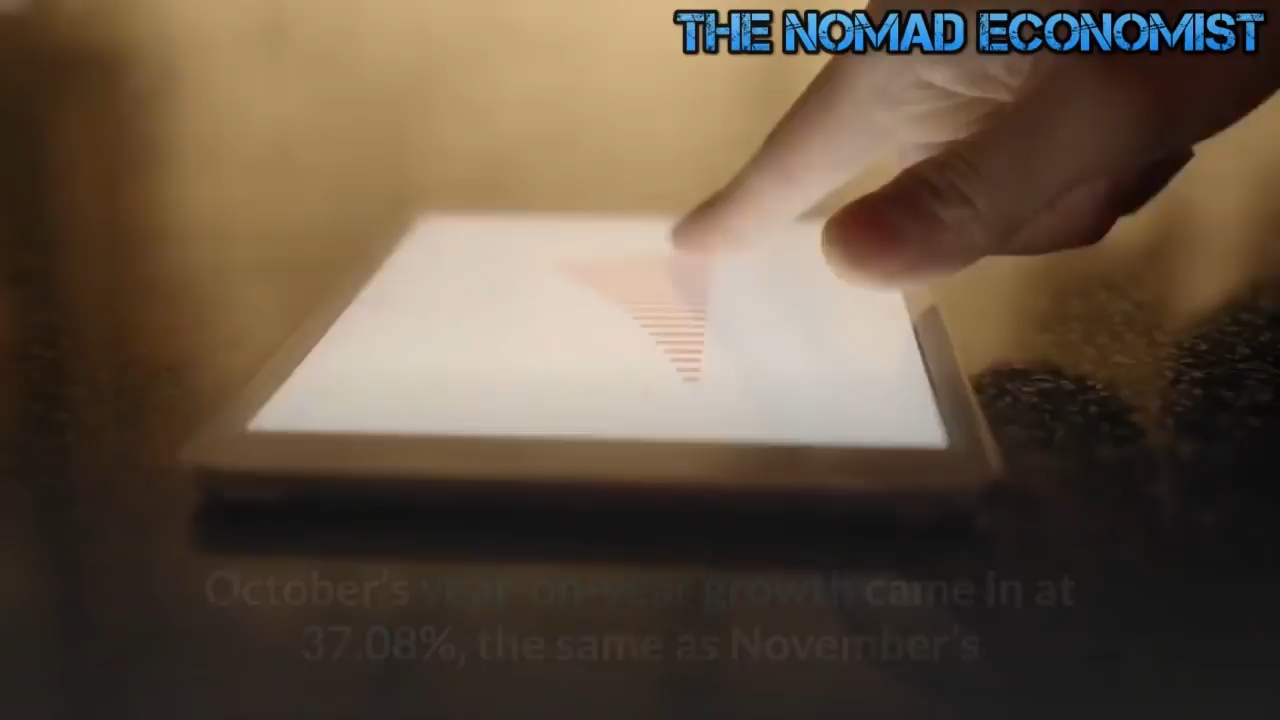 THE NOMAD ECONOMIST
October's year-on-year growth came in at
37.08%, the same as November's